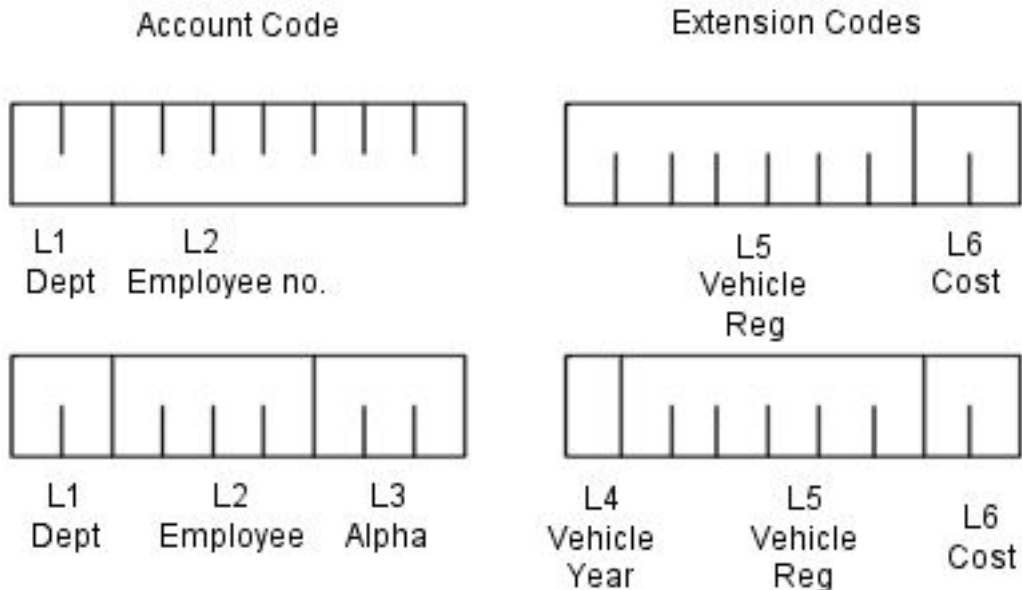 Account Code
Extension Codes
L1
Dept
L2
Employee no.
L5
Vehicle
Reg
L6
Cost
L1
Dept
L2
Employee
L3
Alpha
L4
Vehicle
Year
L5
Vehicle
Reg
L6
Cost